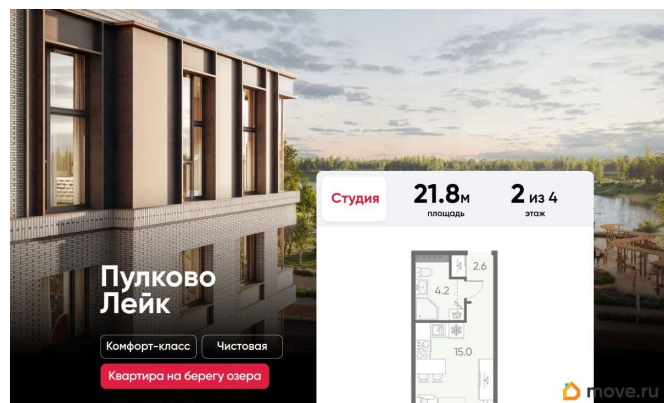 Студия
21.8м
площадь
2 из 4
этаж
2.6
4.2
15.0
Пулково
Лейк
Комфорт-класс
Чистовая
Квартира на берегу озера
move.ru